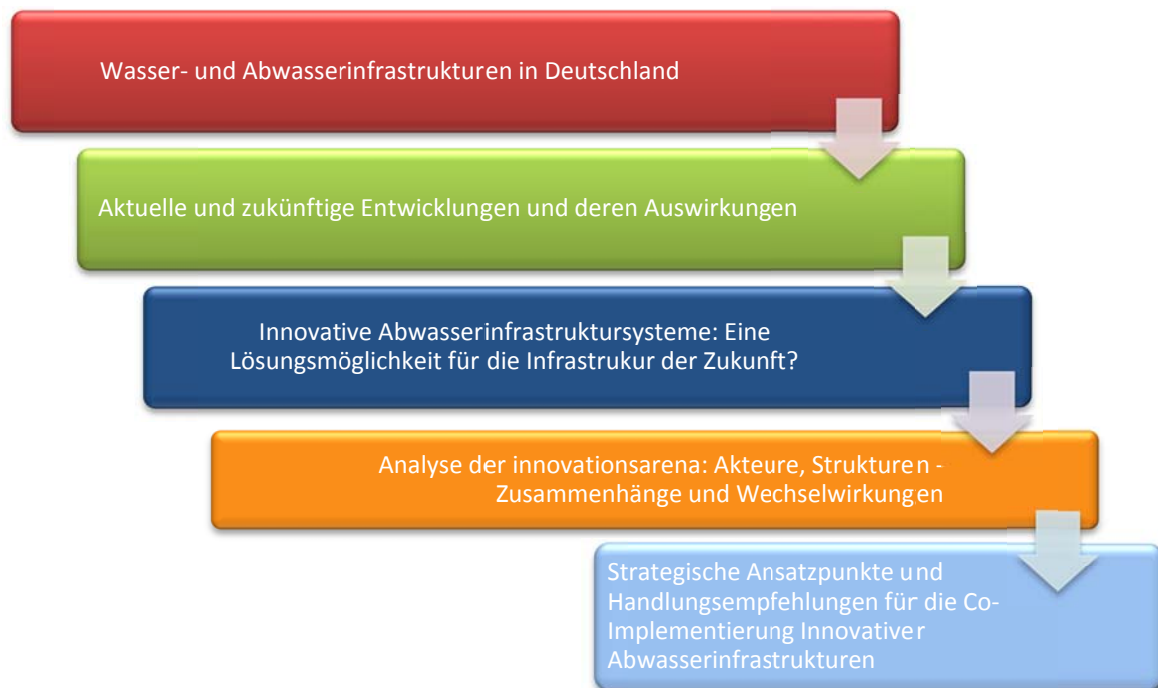 Wasser- und Abwasserinfrastrukturen in Deutschland
Aktuelle und zukünftige Entwicklungen und deren Auswirkungen
Innovative Abwasserinfrastruktursysteme: Eine
Lösungsmöglichkeit für die Infrastrukur der Zukunft?
Analyse der innovationsarena: Akteure, Strukturen -
Zusammenhänge und Wechselwirkungen
Strategische Ansatzpunkte und
Handlungsempfehlungen für die Co-
Implementierung Innovativer
Abwasserinfrastrukturen